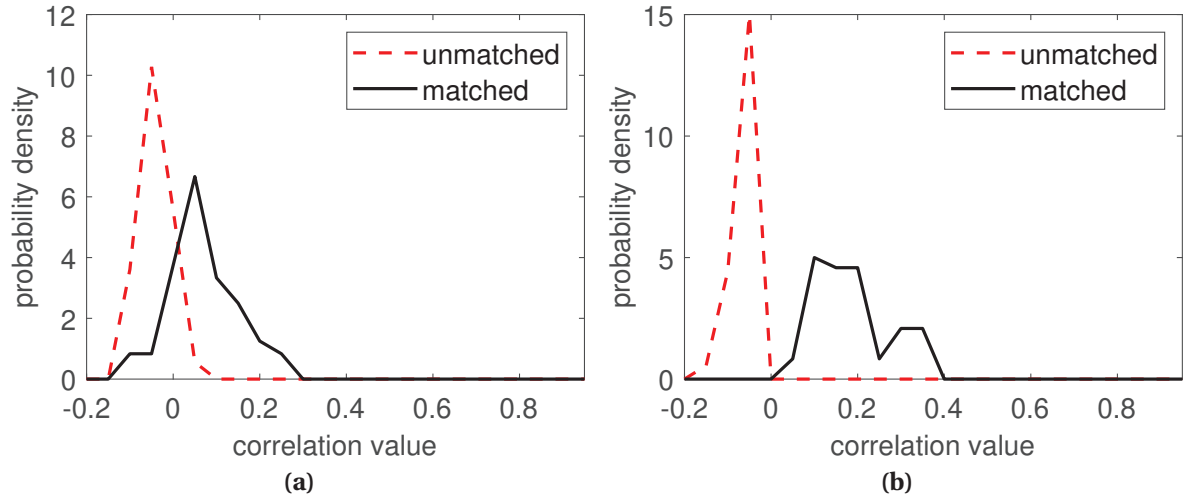 12
10
8
6
4
2
0
probability density
unmatched
matched
-0.2 0 0.2 0.4 0.6 0.8
correlation value
(a)
15
10
5
0
probability density
unmatched
matched
-0.2 0 0.2 0.4 0.6 0.8
correlation value
(b)